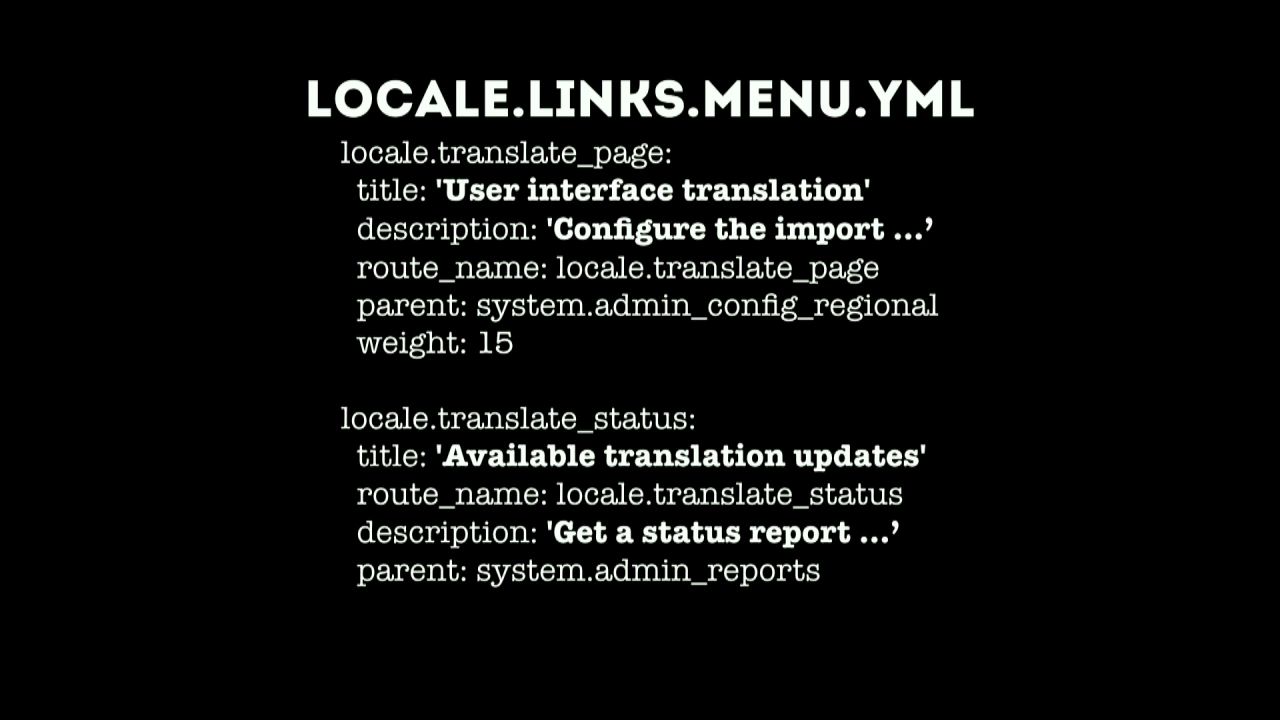 LOCALE.LINKS.MENU.YML
locale.translate_page:
title: 'User interface translation'
description: 'Configure the import ...’
route_name: locale.translate_page
parent: system.admin_config_regional
weight: 15
locale.translate_status:
title: 'Available translation updates'
route_name: locale.translate_status
description: 'Get a status report ...’
parent: system.admin_reports